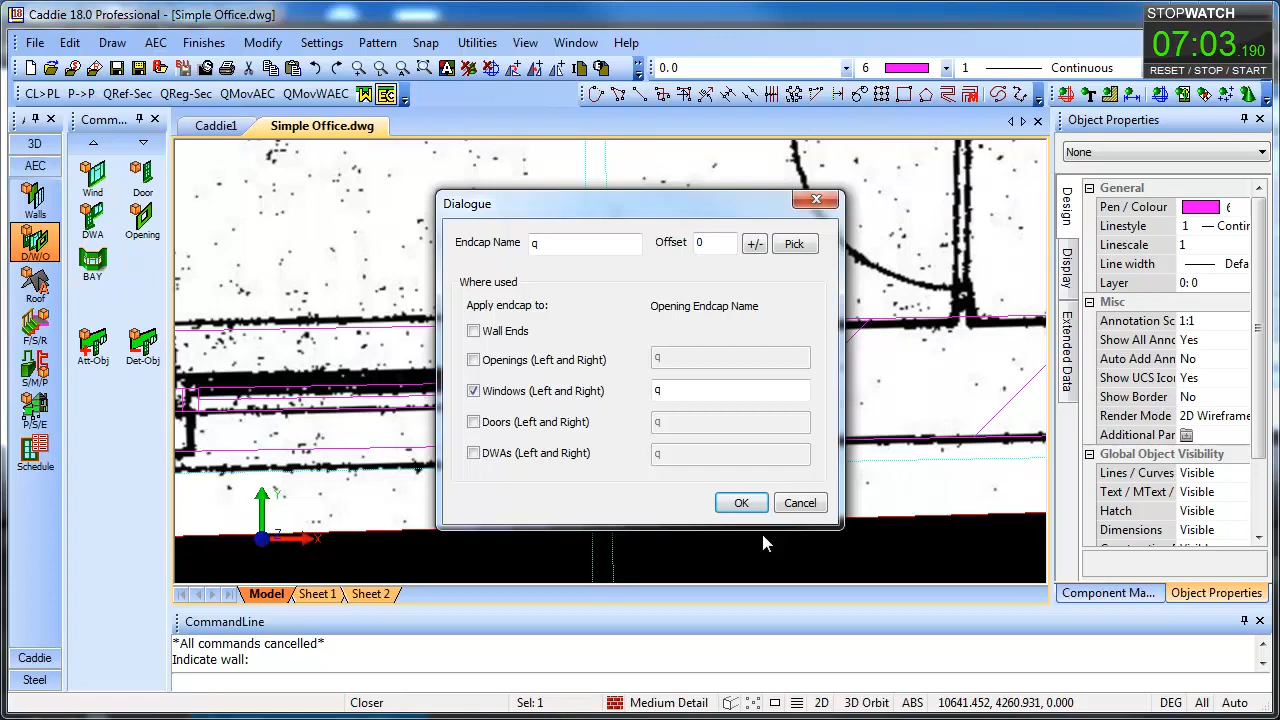 Caddie 18.0 Professional - [Simple Office.dwg]
STOPWATCH
07:03.190
RESET / STOP / START
File Edit Draw AEC Finishes Modify Settings Pattern Snap Utilities View Window Help
0.0 6 1 Continuous
CL>PL P->P QRef-Sec QReg-Sec QMovAEC QMovWAEC EC
Comm...
Caddie1 Simple Office.dwg
Object Properties
3D
AEC
None
Wind Door
Walls
DWA Opening
D/W/O
BAY
Roof
F/S/R
Att-Obj Det-Obj
S/M/P
P/S/E
Schedule
Caddie
Steel
Dialogue
Endcap Name q Offset 0 +/- Pick
Where used
Apply endcap to: Opening Endcap Name
Wall Ends
Openings (Left and Right) q
Windows (Left and Right) q
Doors (Left and Right) q
DWAs (Left and Right) q
OK Cancel
Y
Z X
Design
Display
Extended Data
General
Pen / Colour 6
Linestyle 1 Contir
Linescale 1
Line width Defa
Layer 0: 0
Misc
Annotation Sc 1:1
Show All Anno Yes
Auto Add Ann No
Show UCS Icor Yes
Show Border No
Render Mode 2D Wireframe
Additional Par
Global Object Visibility
Lines / Curves Visible
Text / MText / Visible
Hatch Visible
Dimensions Visible
Model Sheet 1 Sheet 2
Component Ma... Object Properties
CommandLine
*All commands cancelled*
Indicate wall:
Closer Sel: 1 Medium Detail 2D 3D Orbit ABS 10641.452, 4260.931, 0.000 DEG All Auto